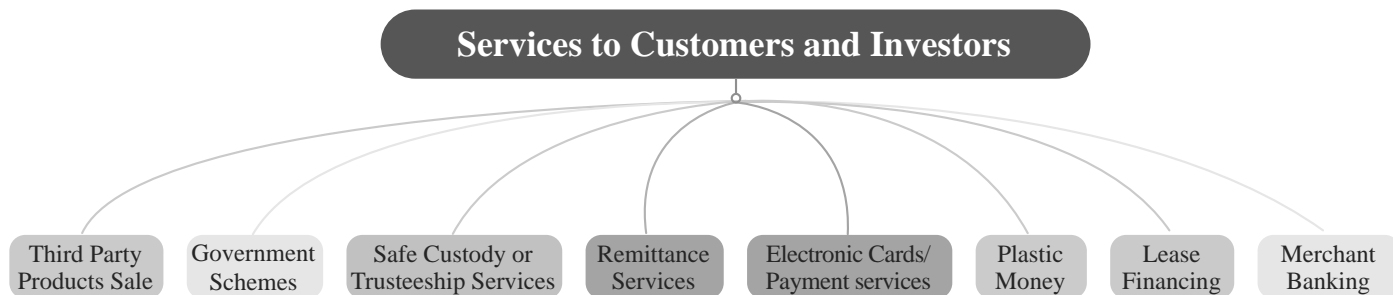 Services to Customers and Investors
Third Party
Products Sale
Government
Schemes
Safe Custody or
Trusteeship Services
Remittance
Services
Electronic Cards/
Payment services
Plastic
Money
Lease
Financing
Merchant
Banking